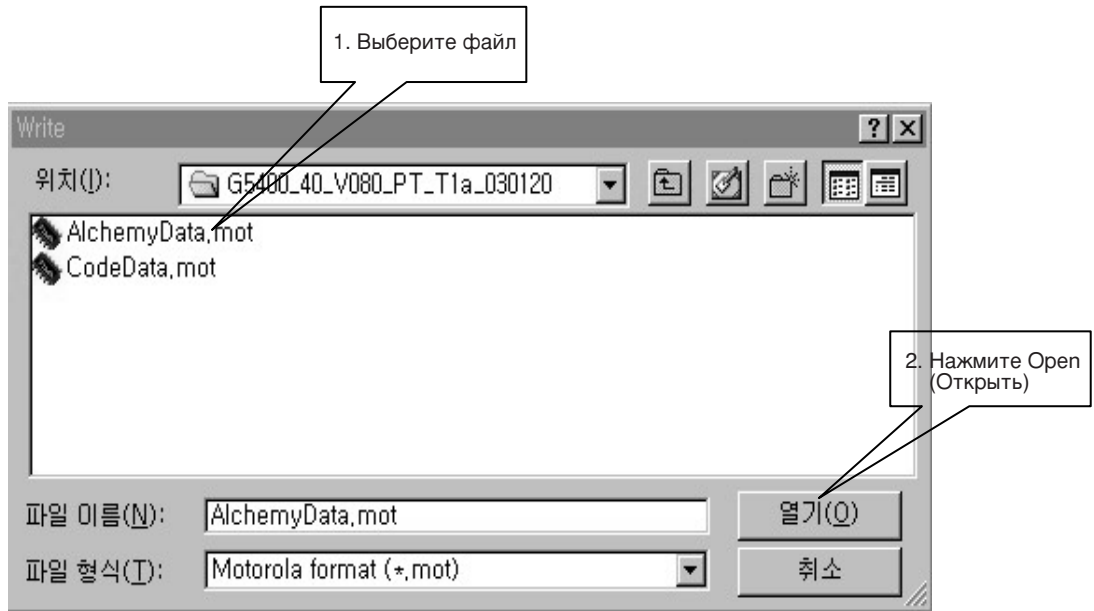 1. Выберите файл
Write
위치(I): G5400_40_V080_PT_T1a_030120
AlchemyData,mot
CodeData,mot
2. Нажмите Open
(Открыть)
파일 이름(N): AlchemyData,mot 열기(O)
파일 형식(T): Motorola format (*,mot) 취소